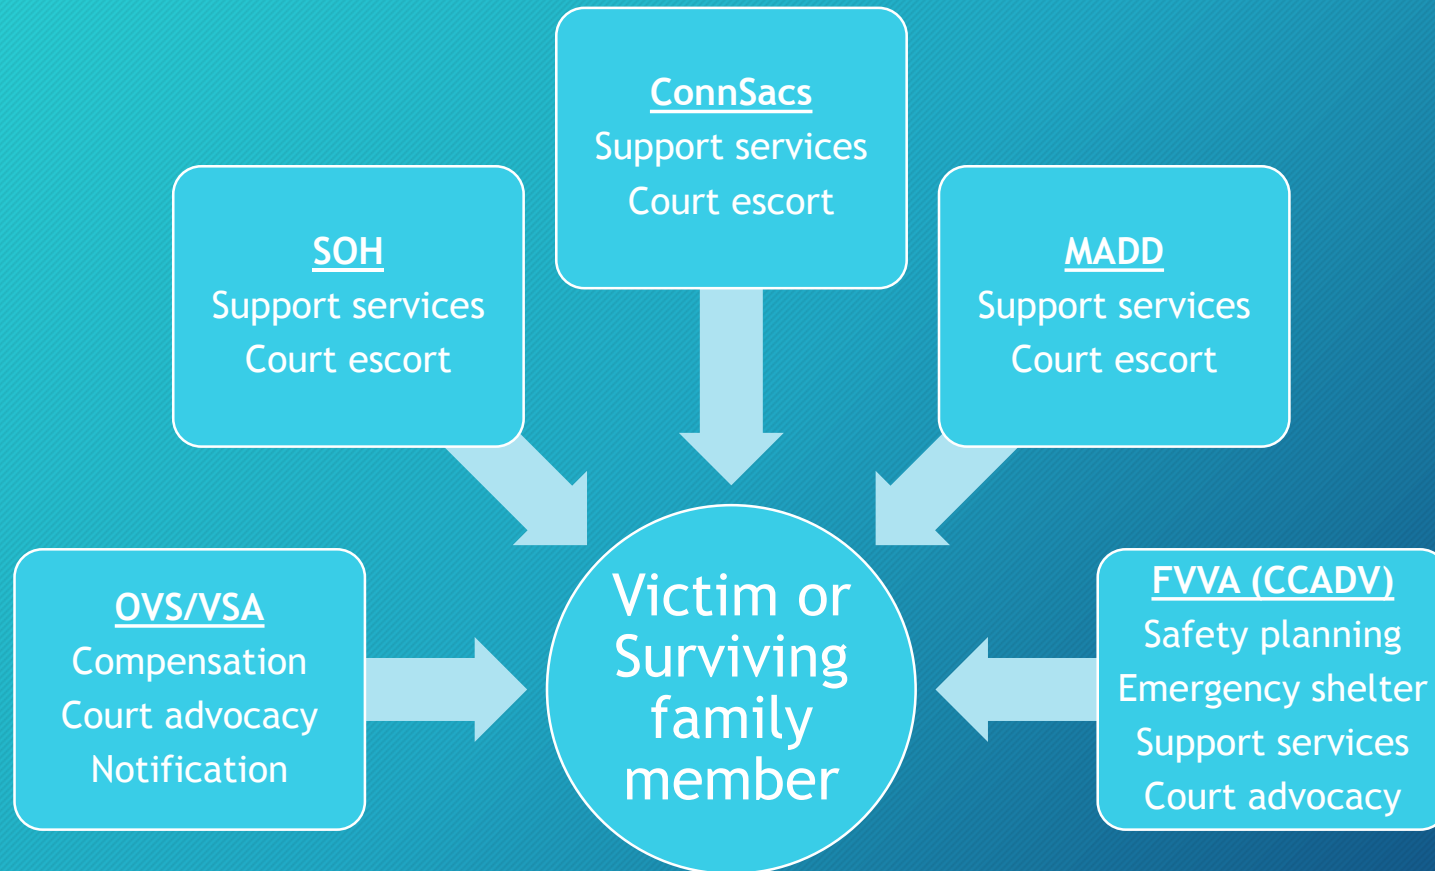 ConnSacs
Support services
Court escort
SOH
Support services
Court escort
MADD
Support services
Court escort
OVS/VSA
Compensation
Court advocacy
Notification
Victim or
Surviving
family
member
FVVA (CCADV)
Safety planning
Emergency shelter
Support services
Court advocacy